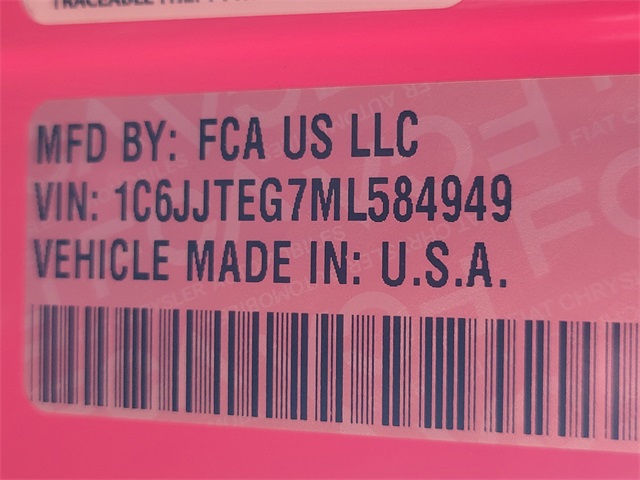 MFD BY: FCA US LLC
VIN: 1C6JJTEG7ML584949
VEHICLE MADE IN: U.S.A.